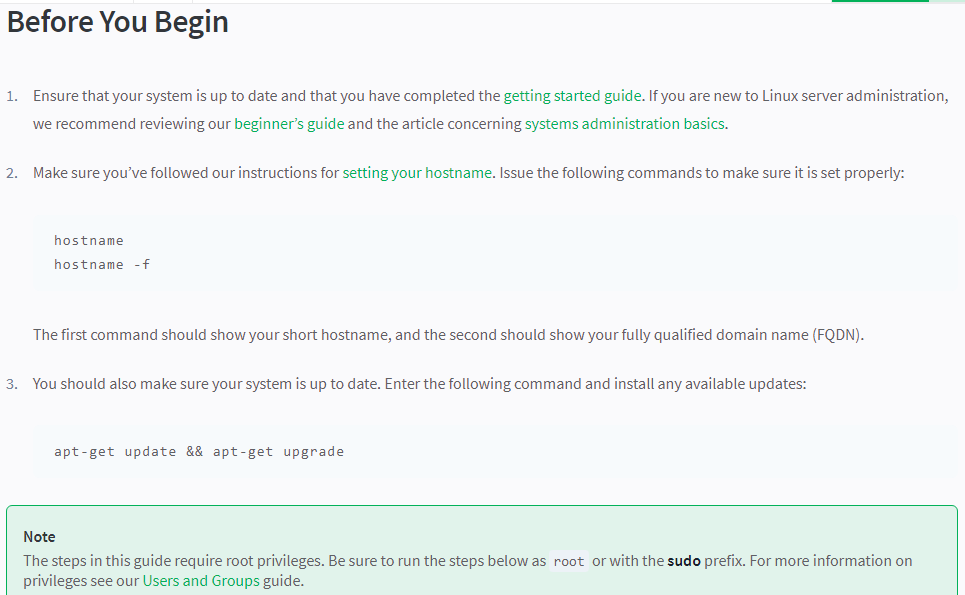 Before You Begin
1. Ensure that your system is up to date and that you have completed the getting started guide. If you are new to Linux server administration,
we recommend reviewing our beginner’s guide and the article concerning systems administration basics.
2. Make sure you’ve followed our instructions for setting your hostname. Issue the following commands to make sure it is set properly:
hostname
hostname -f
The first command should show your short hostname, and the second should show your fully qualified domain name (FQDN).
3. You should also make sure your system is up to date. Enter the following command and install any available updates:
apt-get update && apt-get upgrade
Note
The steps in this guide require root privileges. Be sure to run the steps below as root or with the sudo prefix. For more information on
privileges see our Users and Groups guide.